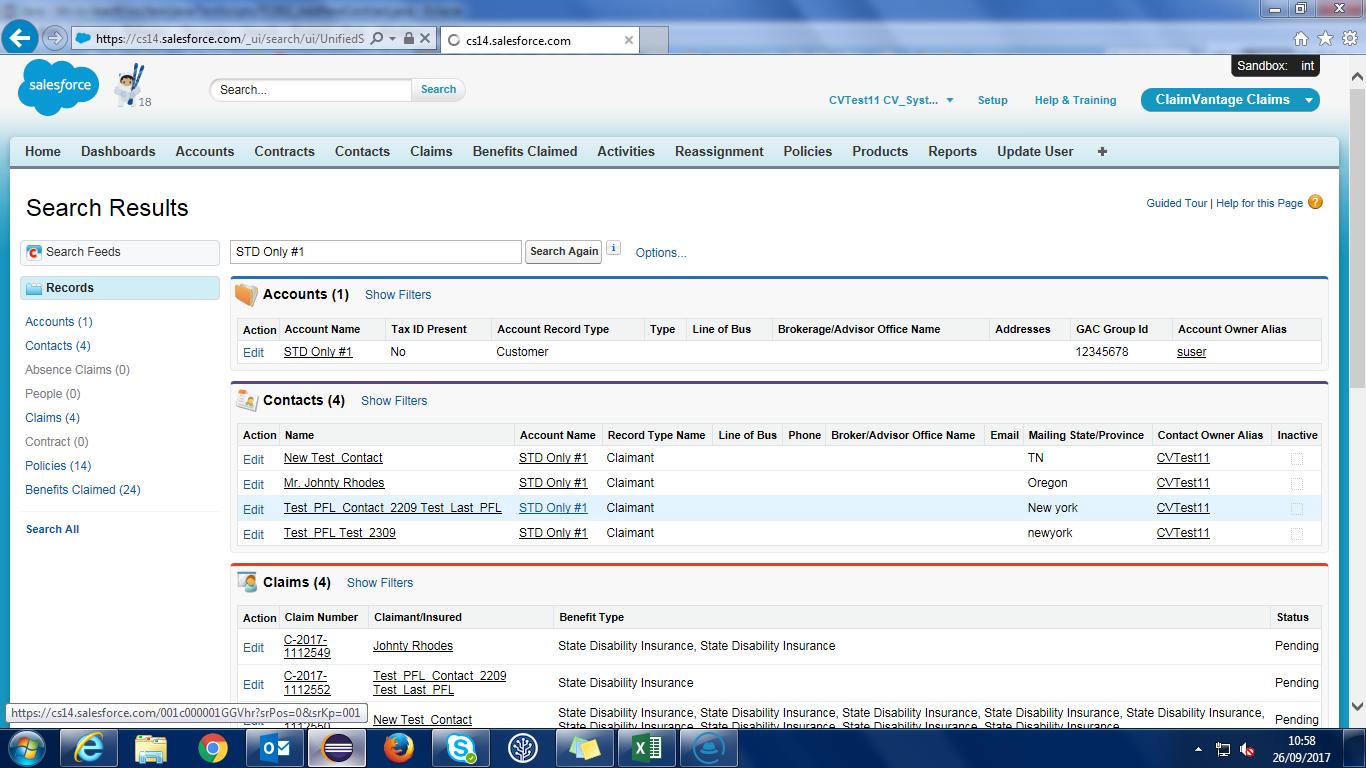 https://cs14.salesforce.com/_ui/search/ui/UnifiedS
cs14.salesforce.com
Sandbox: int
salesforce
18
Search...
Search
CVTest11 CV_Syst...
Setup
Help & Training
ClaimVantage Claims
Home Dashboards Accounts Contracts Contacts Claims Benefits Claimed Activities Reassignment Policies Products Reports Update User +
Search Results
Guided Tour | Help for this Page ?
Search Feeds
STD Only #1
Search Again
i
Options...
Records
Accounts (1)
Contacts (4)
Absence Claims (0)
People (0)
Claims (4)
Contract (0)
Policies (14)
Benefits Claimed (24)
Search All
Accounts (1) Show Filters
Action Account Name Tax ID Present Account Record Type Type Line of Bus Brokerage/Advisor Office Name Addresses GAC Group Id Account Owner Alias
Edit STD Only #1 No Customer 12345678 suser
Contacts (4) Show Filters
Action Name Account Name Record Type Name Line of Bus Phone Broker/Advisor Office Name Email Mailing State/Province Contact Owner Alias Inactive
Edit New Test_Contact STD Only #1 Claimant TN CVTest11
Edit Mr. Johnty Rhodes STD Only #1 Claimant Oregon CVTest11
Edit Test_PFL_Contact_2209 Test_Last_PFL STD Only #1 Claimant New york CVTest11
Edit Test_PFL Test_2309 STD Only #1 Claimant newyork CVTest11
Claims (4) Show Filters
Action Claim Number Claimant/Insured Benefit Type Status
Edit C-2017-1112549 Johnty Rhodes State Disability Insurance, State Disability Insurance Pending
Edit C-2017-1112552 Test_PFL_Contact_2209 Test_Last_PFL State Disability Insurance Pending
New Test_Contact State Disability Insurance, State Disability Insurance, State Disability Insurance, State Disability Insurance, State Disability Insurance, Pending
https://cs14.salesforce.com/001c000001GGVhr?srPos=0&srKp=001
10:58
26/09/2017